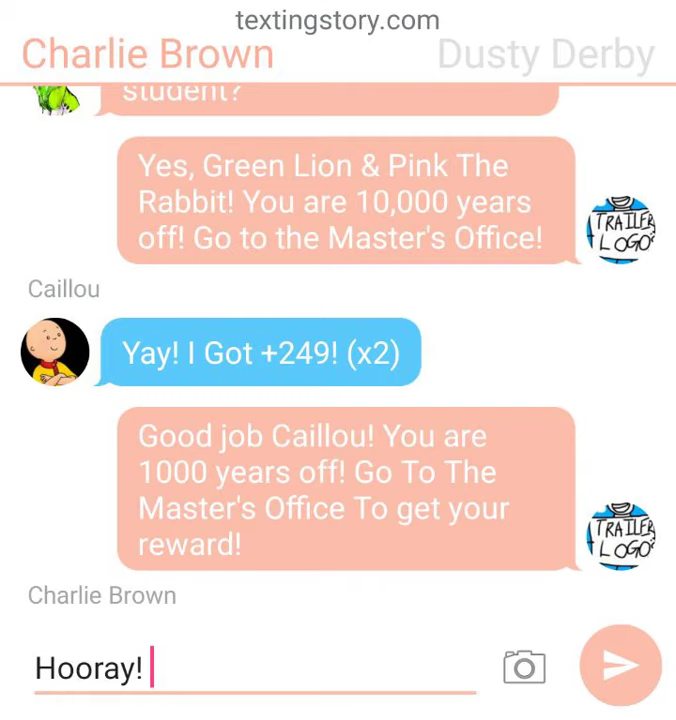 textingstory.com
Charlie Brown Dusty Derby
student?
Yes, Green Lion & Pink The
Rabbit! You are 10,000 years
off! Go to the Master's Office!
TRAILER
LOGO
Caillou
Yay! I Got +249! (x2)
Good job Caillou! You are
1000 years off! Go To The
Master's Office To get your
reward!
TRAILER
LOGO
Charlie Brown
Hooray!